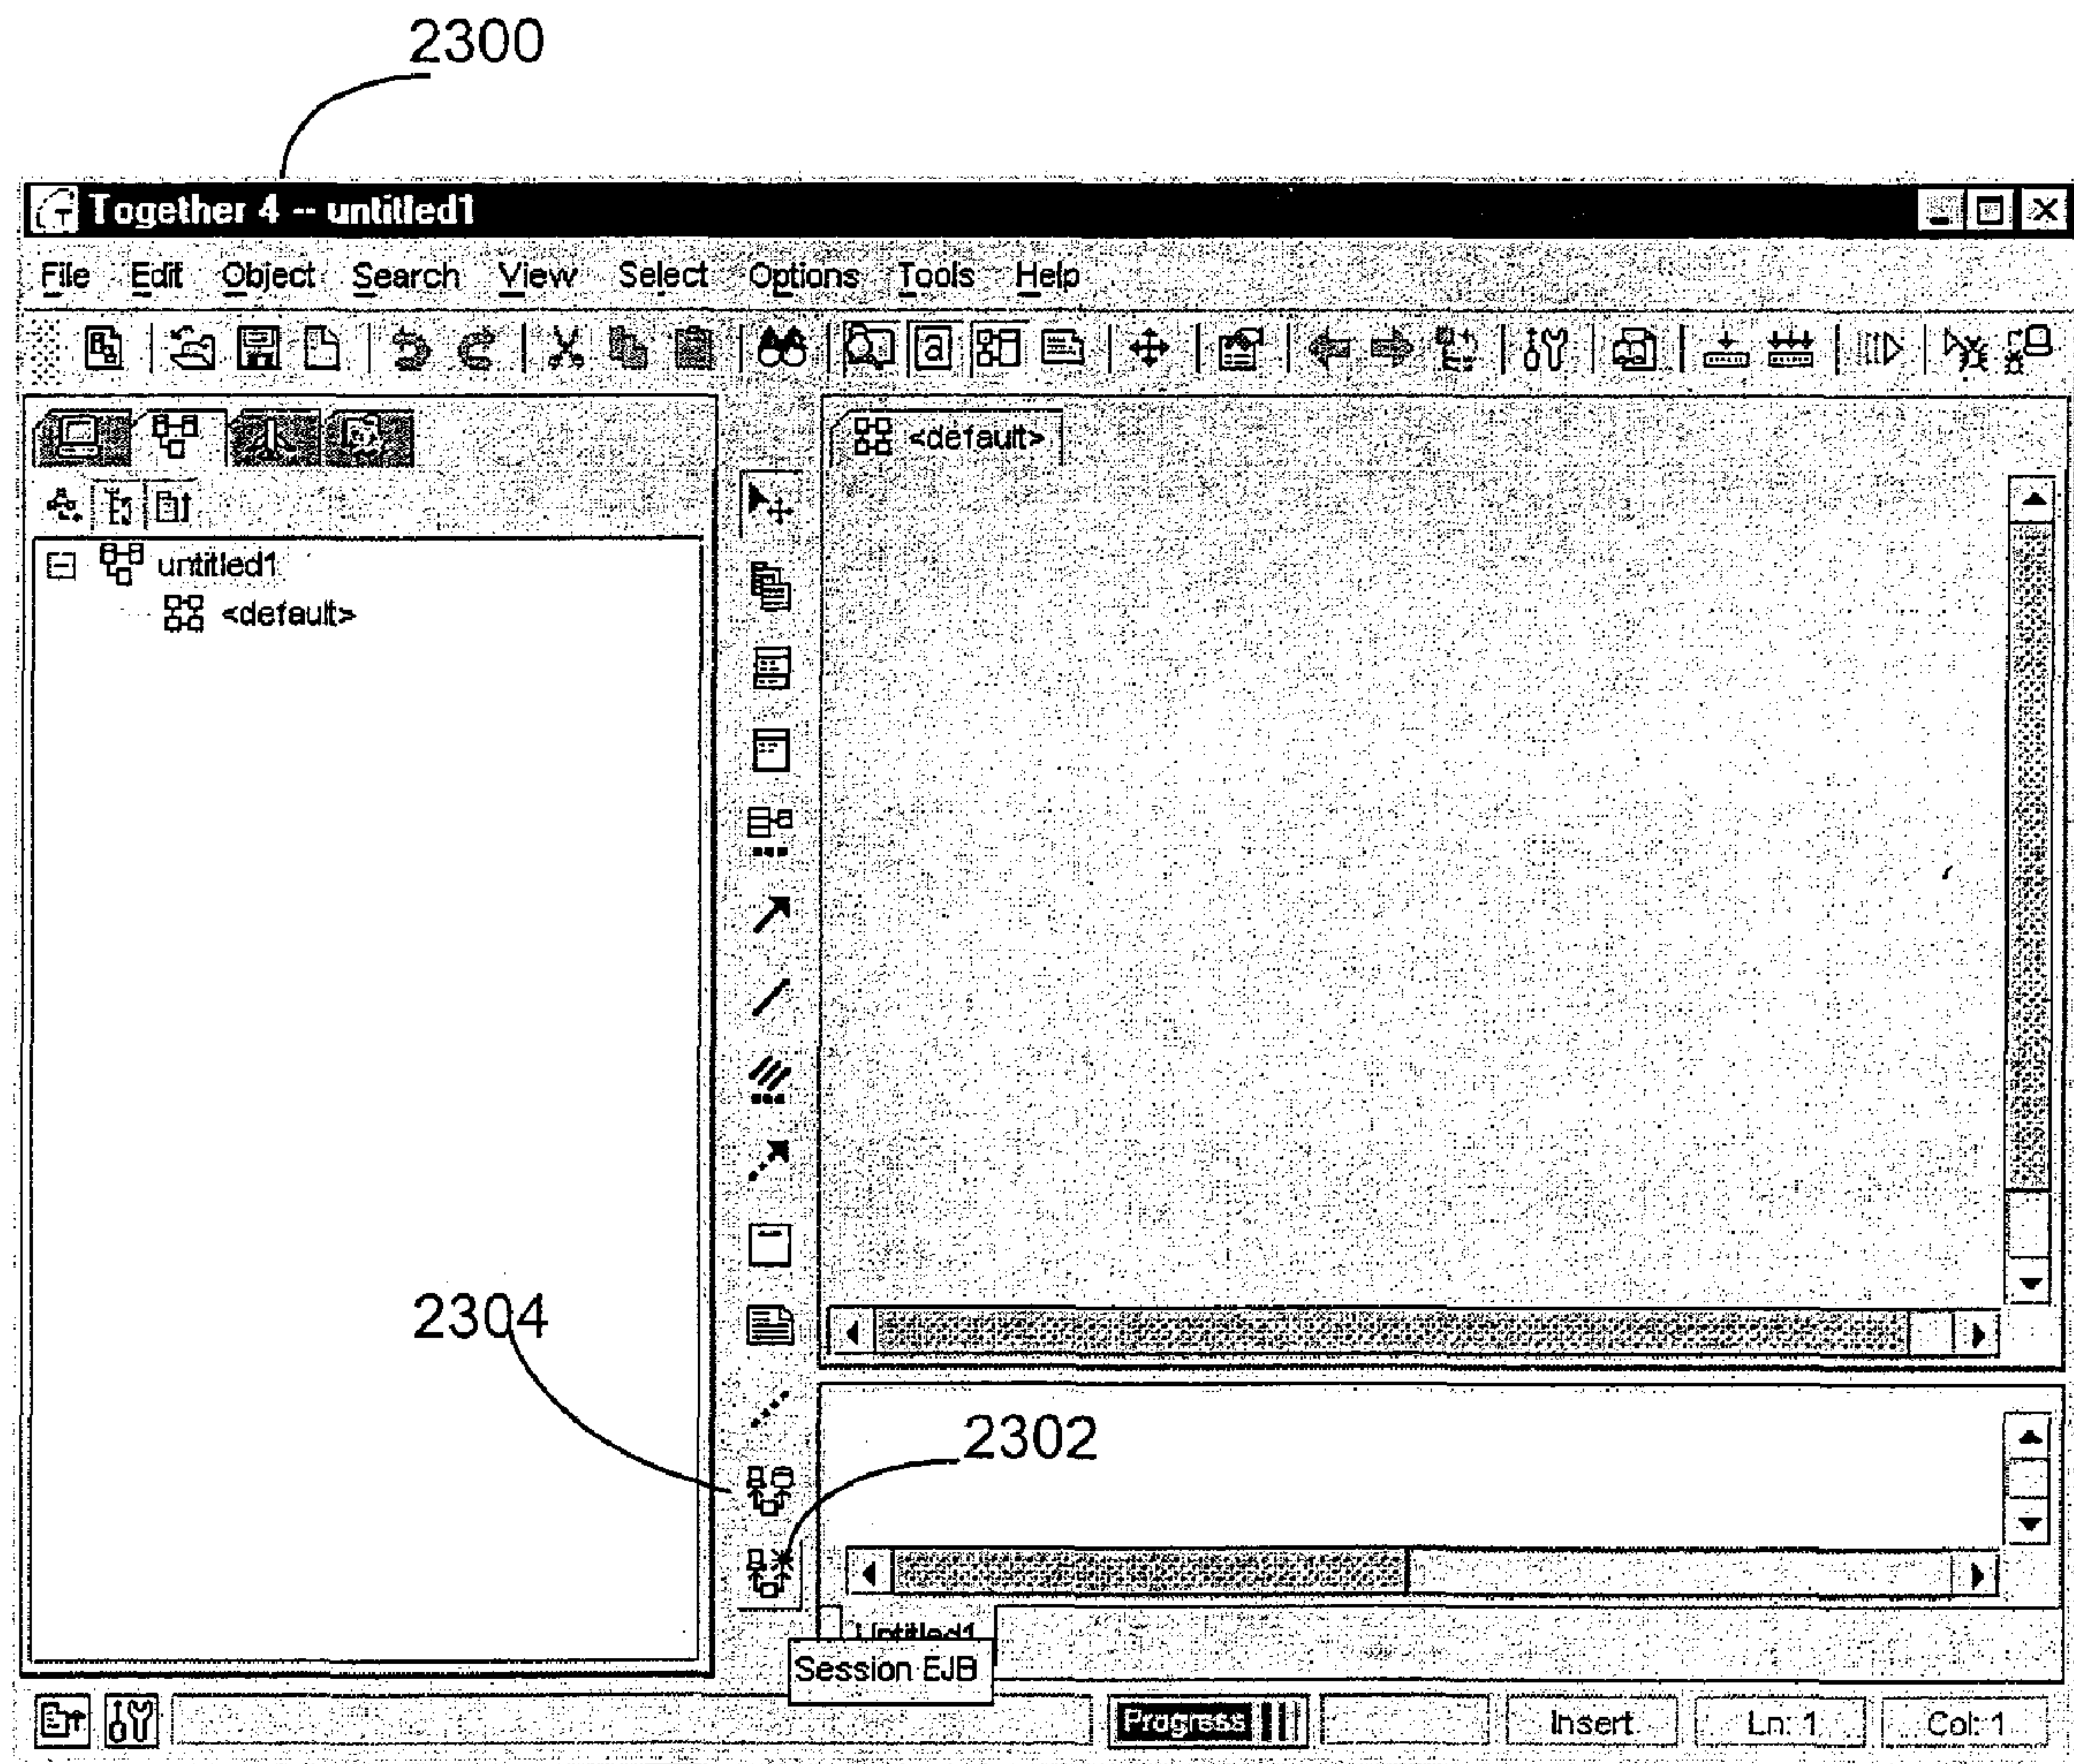 2300
Together 4 -- untitled1
File Edit Object Search View Select Options Tools Help
<default>
untitled1
<default>
2304
2302
Untitled1
Session EJB
Progress Insert Ln: 1 Col: 1